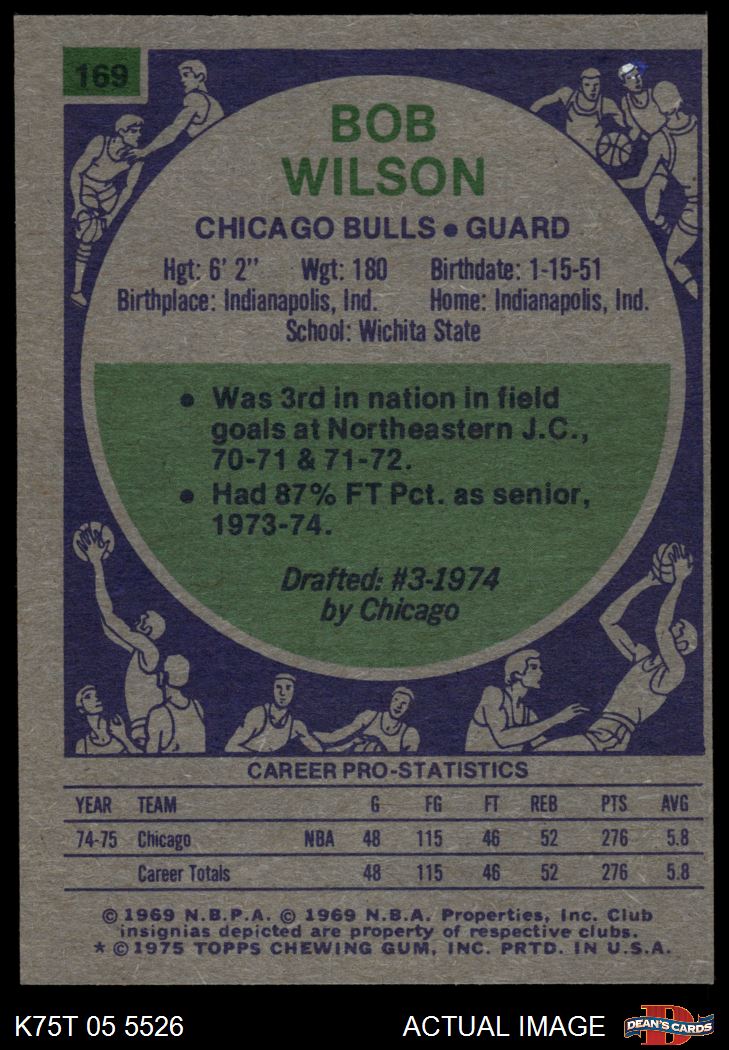 169
BOB
WILSON
CHICAGO BULLS • GUARD
Hgt: 6' 2" Wgt: 180 Birthdate: 1-15-51
Birthplace: Indianapolis, Ind. Home: Indianapolis, Ind.
School: Wichita State
• Was 3rd in nation in field
goals at Northeastern J.C.,
70-71 & 71-72.
• Had 87% FT Pct. as senior,
1973-74.
Drafted: #3-1974
by Chicago
CAREER PRO-STATISTICS
YEAR TEAM G FG FT REB PTS AVG
74-75 Chicago NBA 48 115 46 52 276 5.8
Career Totals 48 115 46 52 276 5.8
© 1969 N.B.P.A. © 1969 N.B.A. Properties, Inc. Club
insignias depicted are property of respective clubs.
* © 1975 TOPPS CHEWING GUM, INC. PRTD. IN U.S.A.
K75T 05 5526 ACTUAL IMAGE DEAN'S CARDS